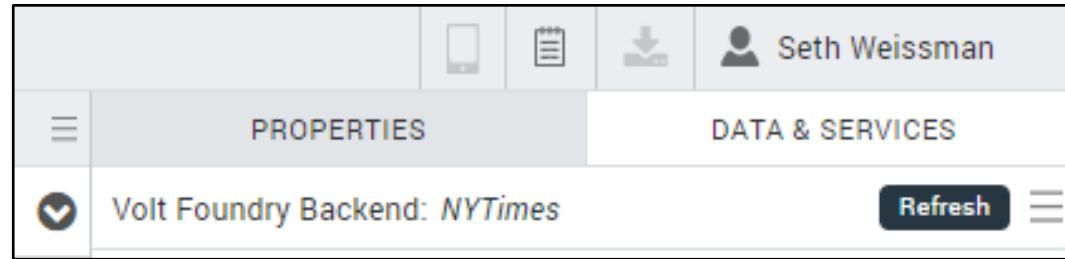 Seth Weissman
PROPERTIES DATA & SERVICES
Volt Foundry Backend: NYTimes Refresh